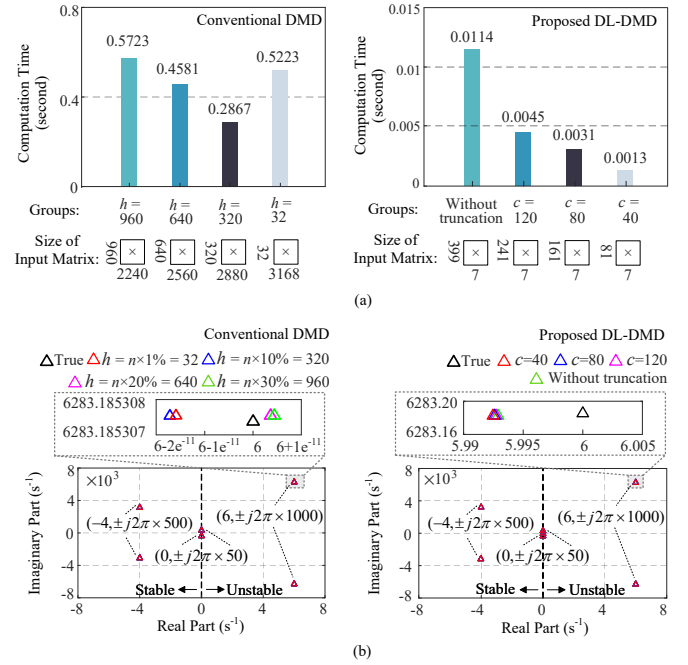 Conventional DMD
Computation Time
(second)
0.8
0.4
0
0.5723
0.4581
0.2867
0.5223
Groups:
h = 960
h = 640
h = 320
h = 32
Size of
Input Matrix:
960 × 2240
640 × 2560
320 × 2880
32 × 3168
Proposed DL-DMD
Computation Time
(second)
0.015
0.01
0.005
0
0.0114
0.0045
0.0031
0.0013
Groups:
Without truncation
c = 120
c = 80
c = 40
Size of
Input Matrix:
399 × 7
241 × 7
161 × 7
81 × 7
(a)
Conventional DMD
True h = n×1% = 32 h = n×10% = 320
h = n×20% = 640 h = n×30% = 960
6283.185308
6283.185307
6-2e⁻¹¹ 6-1e⁻¹¹ 6 6+1e⁻¹¹
×10³
8
4
0
-4
-8
Imaginary Part (s⁻¹)
(−4,±j2π×500)
(6,±j2π×1000)
(0,±j2π×50)
Stable Unstable
-8 -4 0 4 8
Real Part (s⁻¹)
Proposed DL-DMD
True c=40 c=80 c=120
Without truncation
6283.20
6283.16
5.99 5.995 6 6.005
×10³
8
4
0
-4
-8
Imaginary Part (s⁻¹)
(−4,±j2π×500)
(6,±j2π×1000)
(0,±j2π×50)
Stable Unstable
-8 -4 0 4 8
Real Part (s⁻¹)
(b)